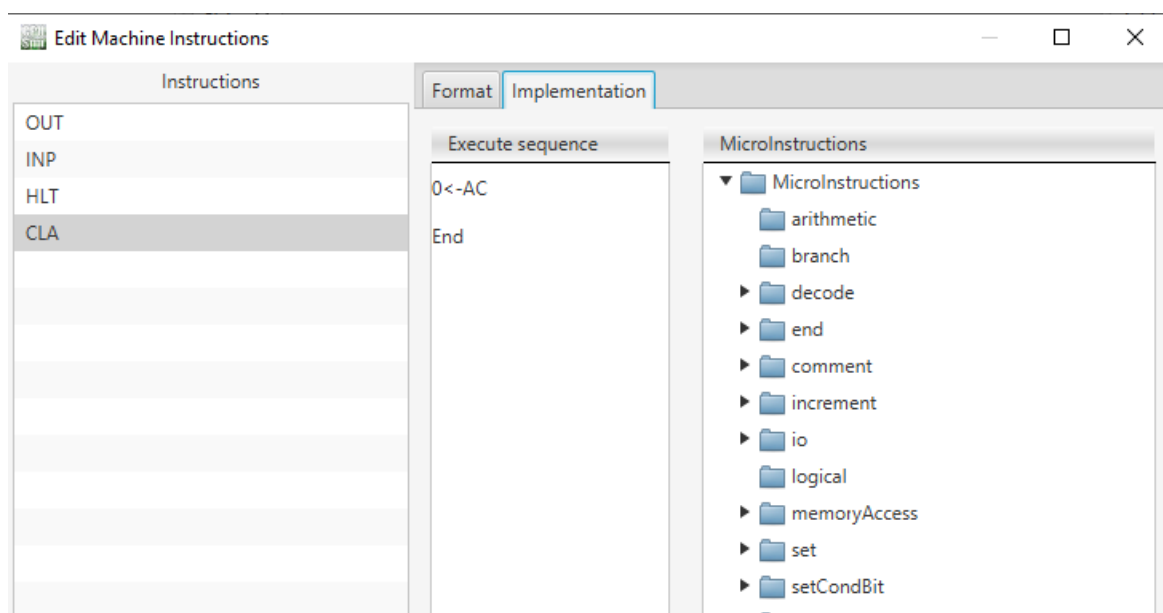 Edit Machine Instructions
Instructions
Format Implementation
OUT
INP
HLT
CLA
Execute sequence
0<-AC
End
MicroInstructions
MicroInstructions
arithmetic
branch
decode
end
comment
increment
io
logical
memoryAccess
set
setCondBit